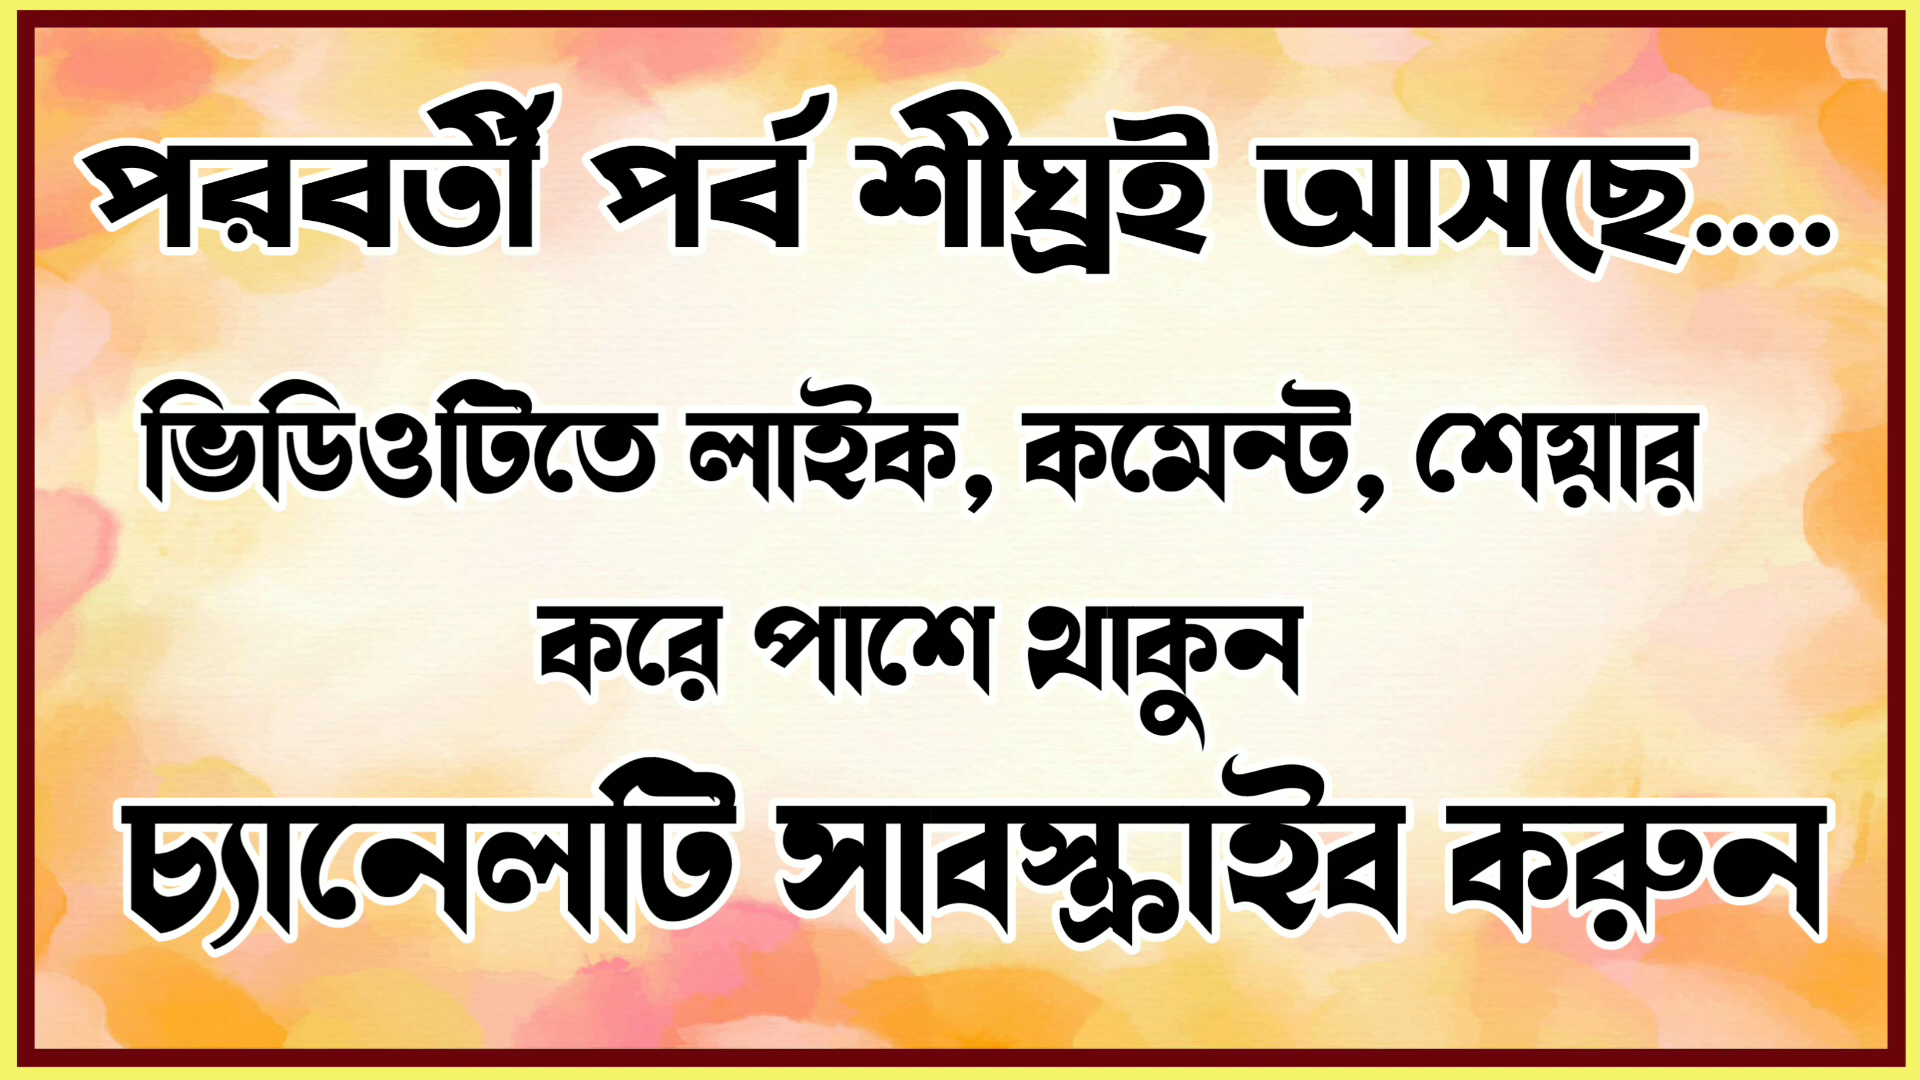 পরবর্তী পর্ব শীঘ্রই আসছে....
ভিডিওটিতে লাইক, কমেন্ট, শেয়ার
করে পাশে থাকুন
চ্যানেলটি সাবস্ক্রাইব করুন